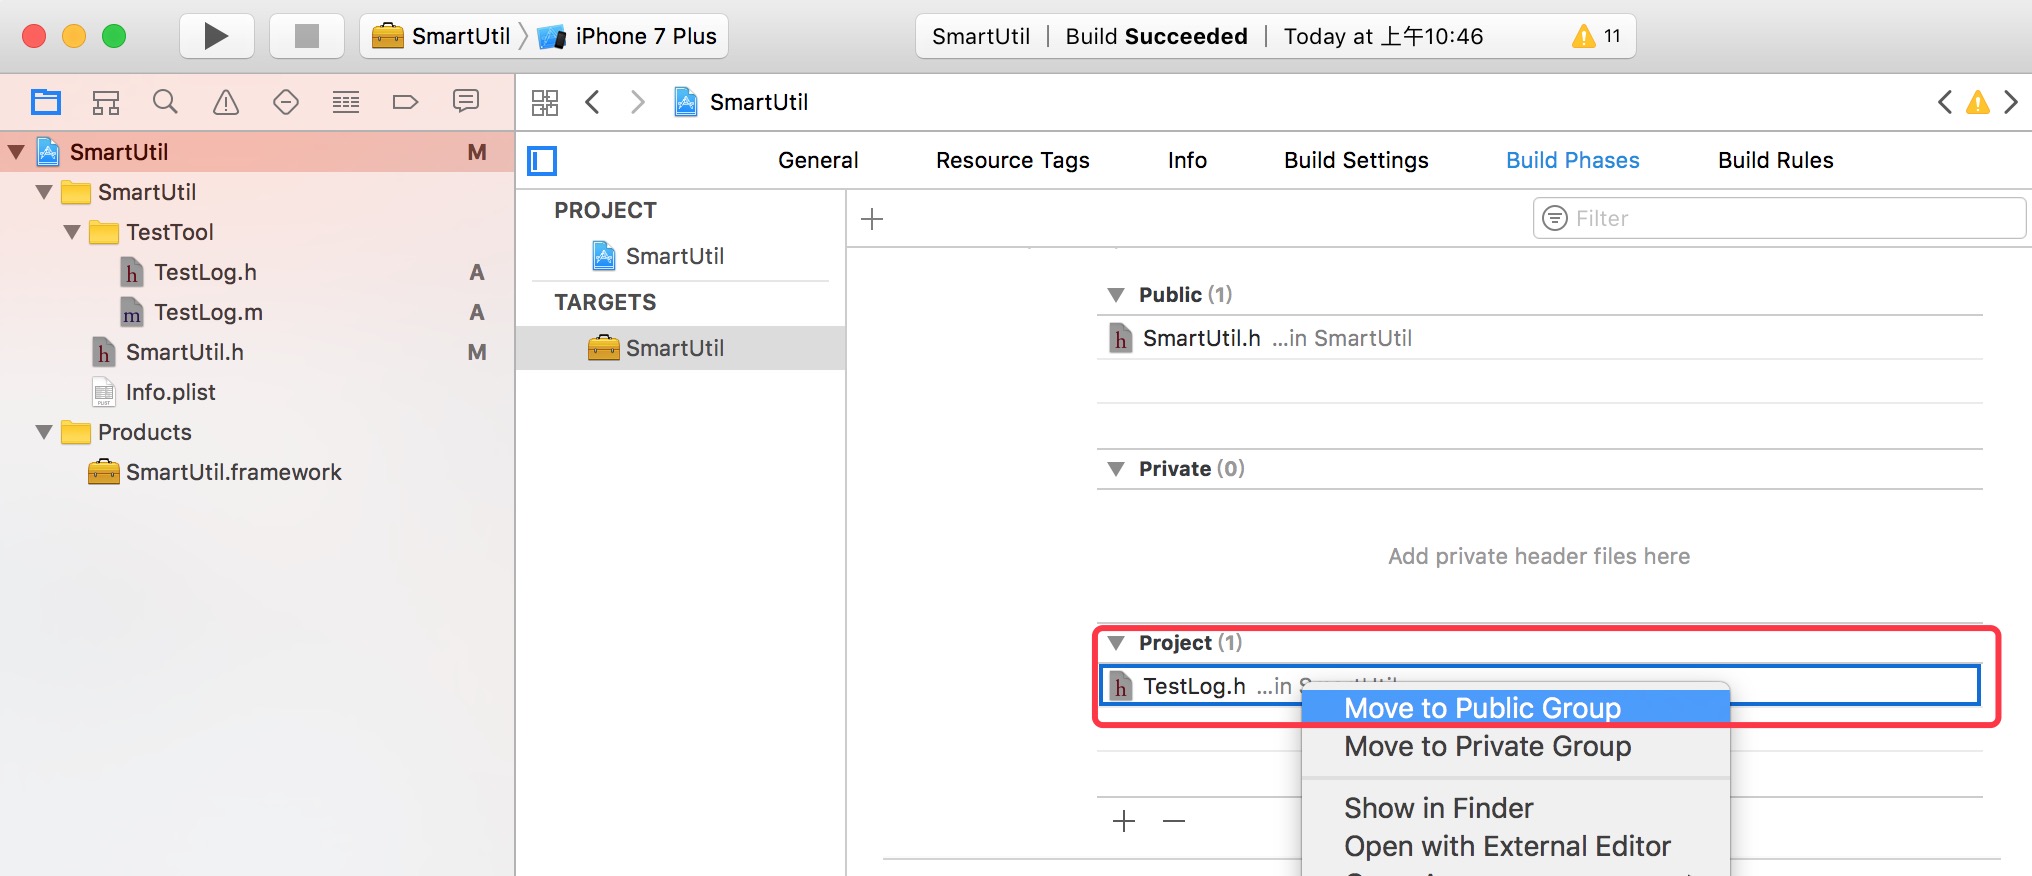 SmartUtil iPhone 7 Plus
SmartUtil | Build Succeeded | Today at 上午10:46
11
SmartUtil
General
Resource Tags
Info
Build Settings
Build Phases
Build Rules
SmartUtil M
SmartUtil
TestTool
h TestLog.h A
m TestLog.m A
h SmartUtil.h M
Info.plist
Products
SmartUtil.framework
PROJECT
SmartUtil
TARGETS
SmartUtil
Filter
Public (1)
h SmartUtil.h ...in SmartUtil
Private (0)
Add private header files here
Project (1)
h TestLog.h ...in
Move to Public Group
Move to Private Group
Show in Finder
Open with External Editor